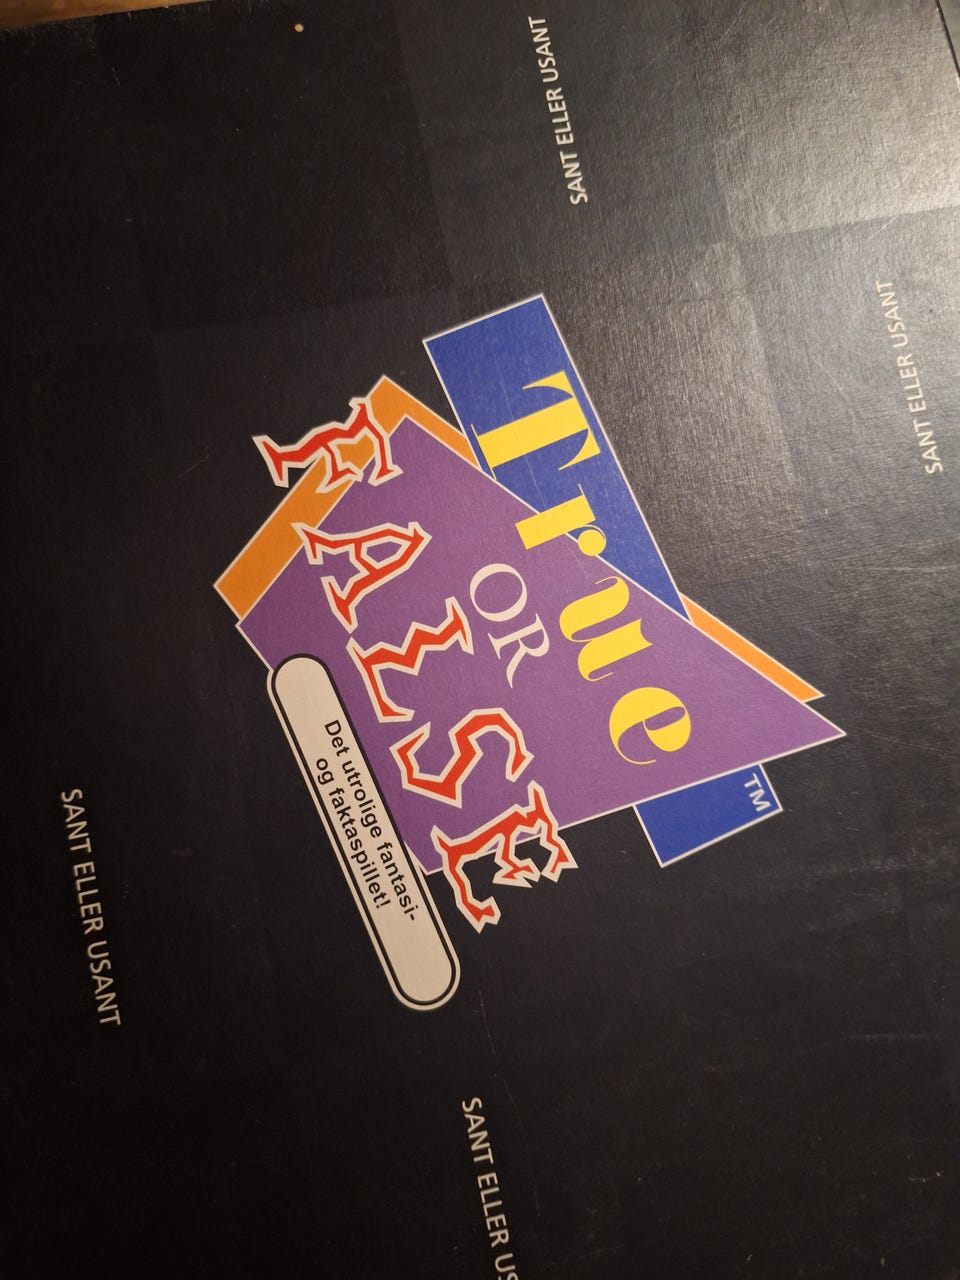 SANT ELLER USANT
SANT ELLER USANT
True
TM
OR
FALSE
Det utrolige fantasi-
og faktaspillet!
SANT ELLER USANT
SANT ELLER US